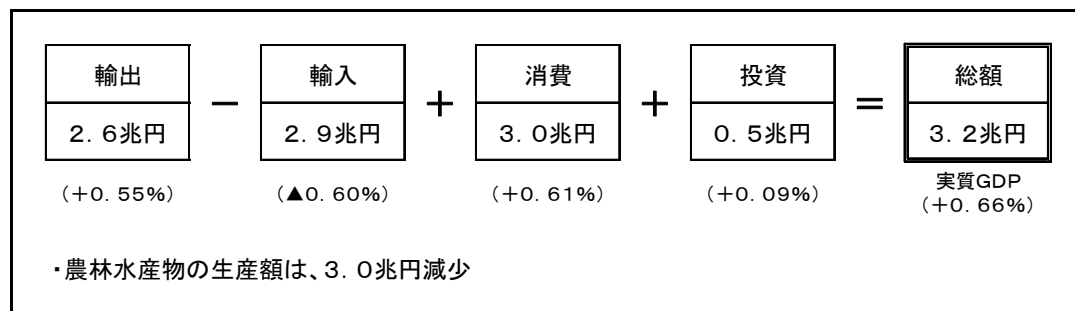 輸出 輸入 消費 投資 総額
－ ＋ ＋ ＝
２．６兆円 ２．９兆円 ３．０兆円 ０．５兆円 ３．２兆円
実質GDP
（＋０．５５％） （▲０．６０％） （＋０．６１％） （＋０．０９％） （＋０．６６％）
・農林水産物の生産額は、３．０兆円減少